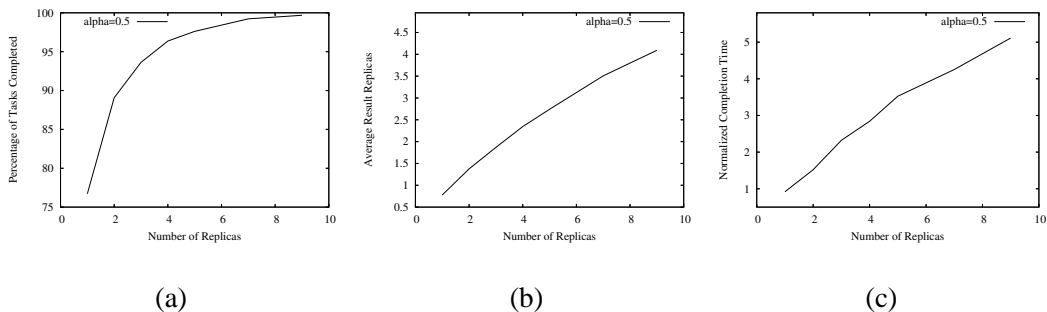 Percentage of Tasks Completed
100
95
90
85
80
75
0 2 4 6 8 10
Number of Replicas
alpha=0.5
(a)
Average Result Replicas
4.5
4
3.5
3
2.5
2
1.5
1
0.5
0 2 4 6 8 10
Number of Replicas
alpha=0.5
(b)
Normalized Completion Time
5
4
3
2
1
0 2 4 6 8 10
Number of Replicas
alpha=0.5
(c)